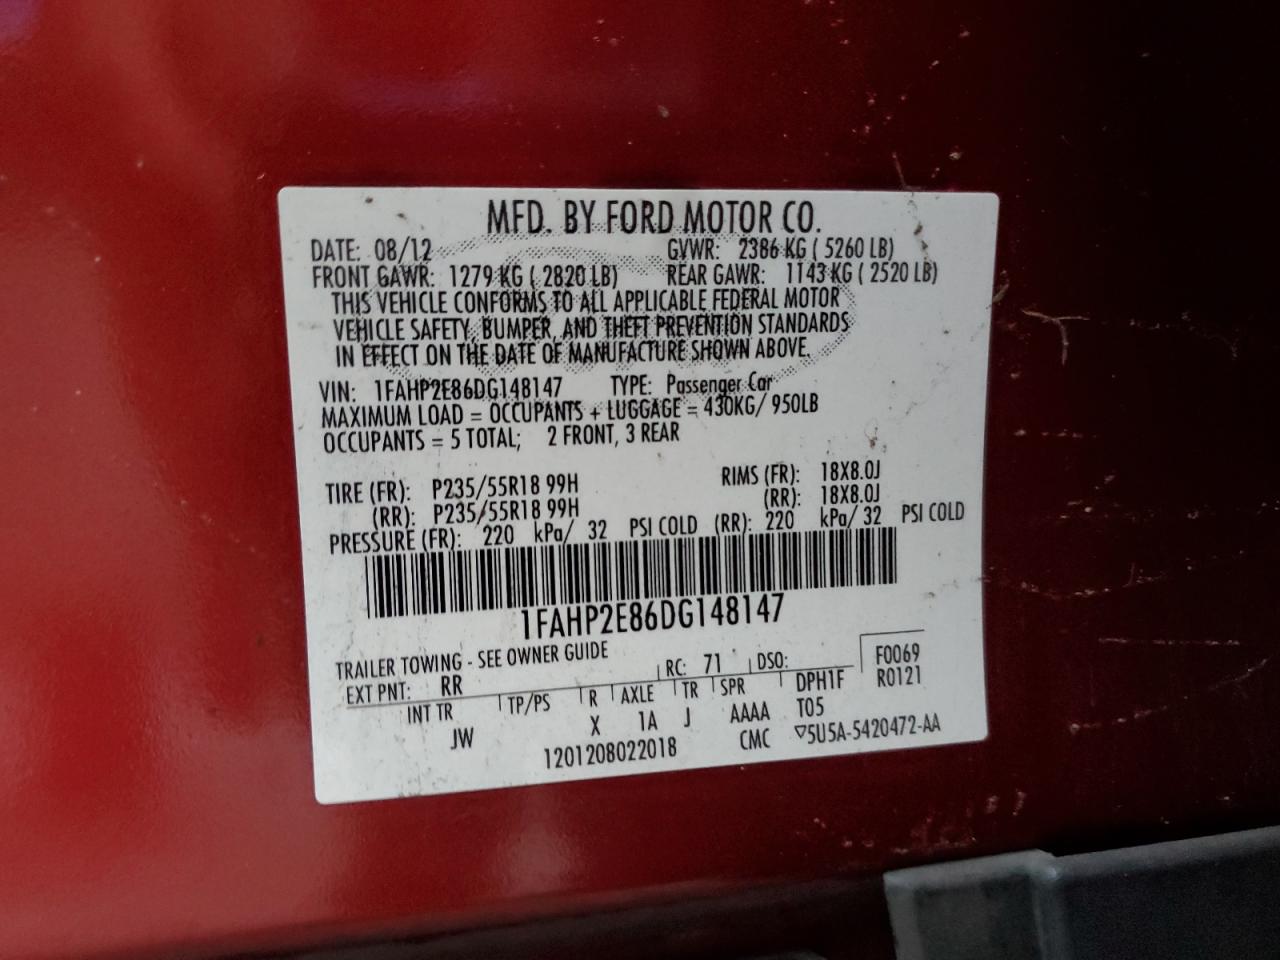 MFD. BY FORD MOTOR CO.
DATE: 08/12 GVWR: 2386 KG ( 5260 LB)
FRONT GAWR: 1279 KG ( 2820 LB) REAR GAWR: 1143 KG ( 2520 LB)
THIS VEHICLE CONFORMS TO ALL APPLICABLE FEDERAL MOTOR
VEHICLE SAFETY, BUMPER, AND THEFT PREVENTION STANDARDS
IN EFFECT ON THE DATE OF MANUFACTURE SHOWN ABOVE.
VIN: 1FAHP2E86DG148147 TYPE: Passenger Car
MAXIMUM LOAD = OCCUPANTS + LUGGAGE = 430KG/ 950LB
OCCUPANTS = 5 TOTAL; 2 FRONT, 3 REAR
TIRE (FR): P235/55R18 99H RIMS (FR): 18X8.0J
(RR): P235/55R18 99H (RR): 18X8.0J
PRESSURE (FR): 220 kPa/ 32 PSI COLD (RR): 220 kPa/ 32 PSI COLD
1FAHP2E86DG148147
TRAILER TOWING - SEE OWNER GUIDE
EXT PNT: RR RC: 71 DSO: F0069
INT TR TP/PS R AXLE TR SPR DPH1F R0121
JW X 1A J AAAA T05
1201208022018 CMC ▽5U5A-5420472-AA